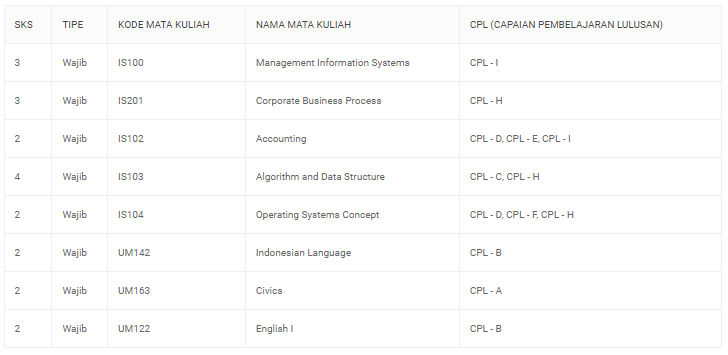 SKS TIPE KODE MATA KULIAH NAMA MATA KULIAH CPL (CAPAIAN PEMBELAJARAN LULUSAN)
3 Wajib IS100 Management Information Systems CPL - I
3 Wajib IS201 Corporate Business Process CPL - H
2 Wajib IS102 Accounting CPL - D, CPL - E, CPL - I
4 Wajib IS103 Algorithm and Data Structure CPL - C, CPL - H
2 Wajib IS104 Operating Systems Concept CPL - D, CPL - F, CPL - H
2 Wajib UM142 Indonesian Language CPL - B
2 Wajib UM163 Civics CPL - A
2 Wajib UM122 English I CPL - B